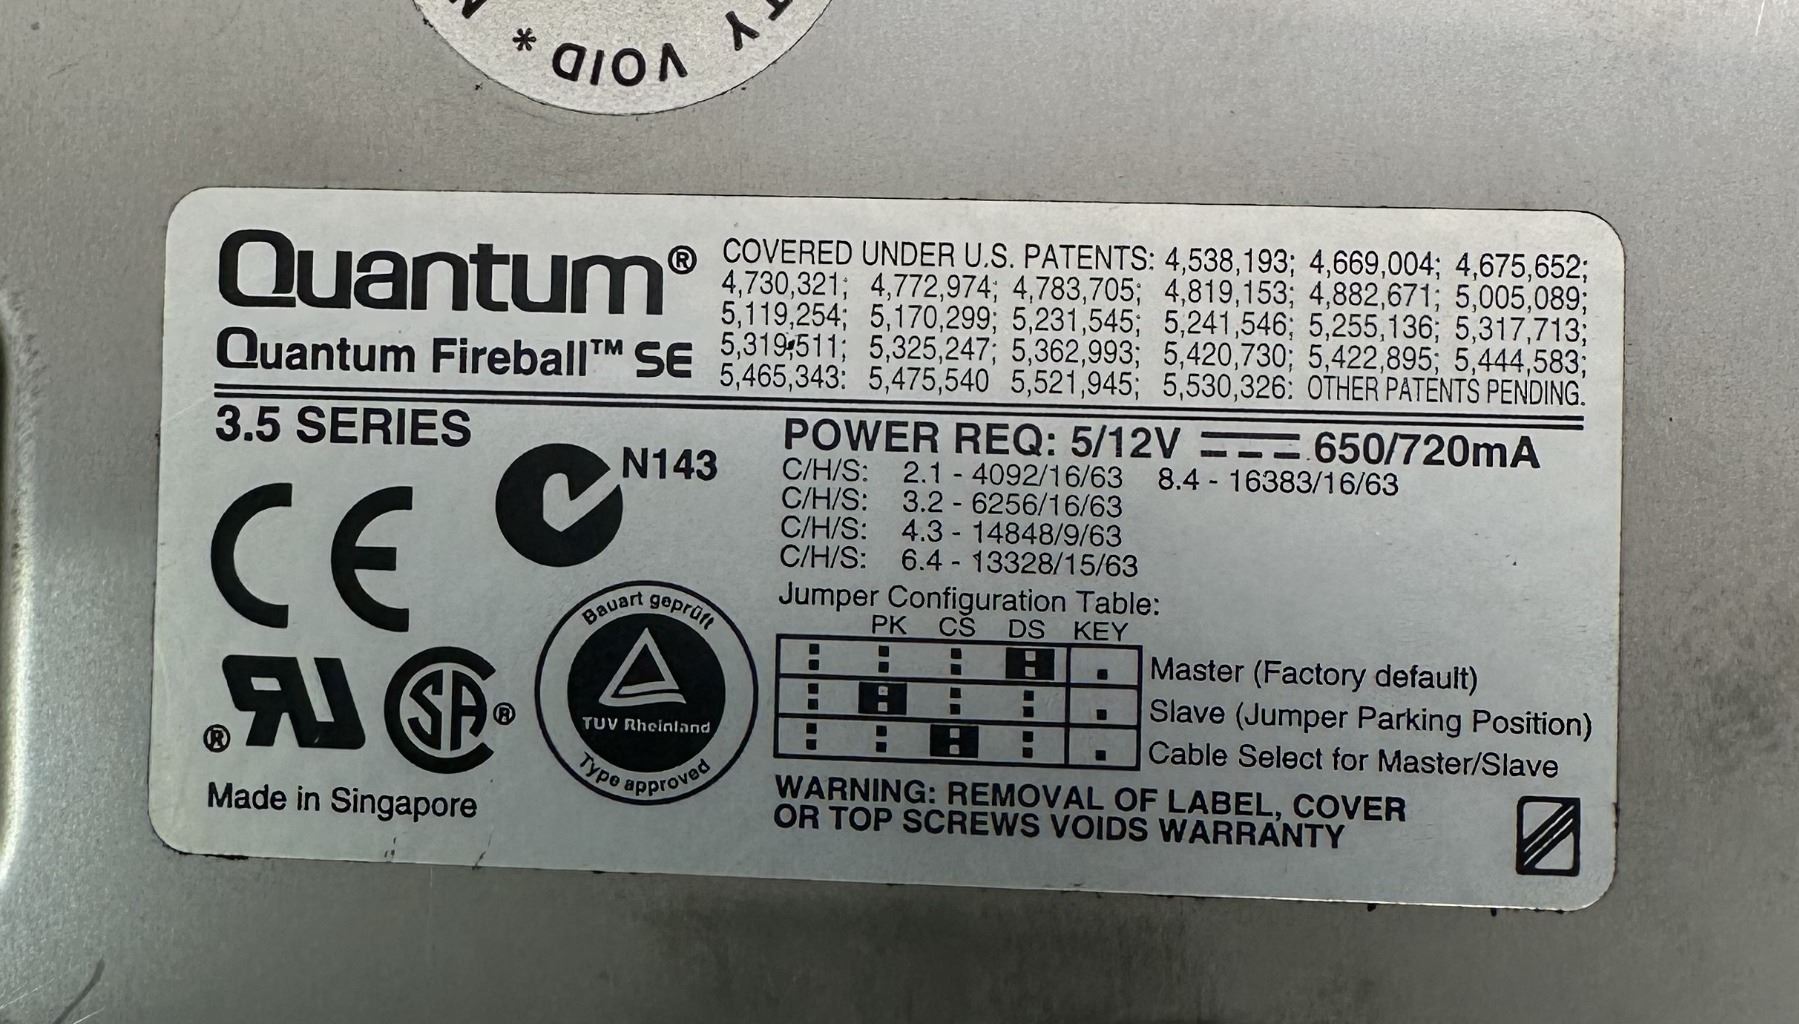 * VOID
Quantum®
Quantum Fireball™ SE
COVERED UNDER U.S. PATENTS: 4,538,193; 4,669,004; 4,675,652;
4,730,321; 4,772,974; 4,783,705; 4,819,153; 4,882,671; 5,005,089;
5,119,254; 5,170,299; 5,231,545; 5,241,546; 5,255,136; 5,317,713;
5,319,511; 5,325,247; 5,362,993; 5,420,730; 5,422,895; 5,444,583;
5,465,343: 5,475,540 5,521,945; 5,530,326: OTHER PATENTS PENDING.
3.5 SERIES
N143
CE
POWER REQ: 5/12V 650/720mA
C/H/S: 2.1 - 4092/16/63 8.4 - 16383/16/63
C/H/S: 3.2 - 6256/16/63
C/H/S: 4.3 - 14848/9/63
C/H/S: 6.4 - 13328/15/63
Jumper Configuration Table:
PK CS DS KEY
Master (Factory default)
Slave (Jumper Parking Position)
Cable Select for Master/Slave
RU®
SA®
Bauart geprüft
TUV Rheinland
Type approved
Made in Singapore
WARNING: REMOVAL OF LABEL, COVER
OR TOP SCREWS VOIDS WARRANTY